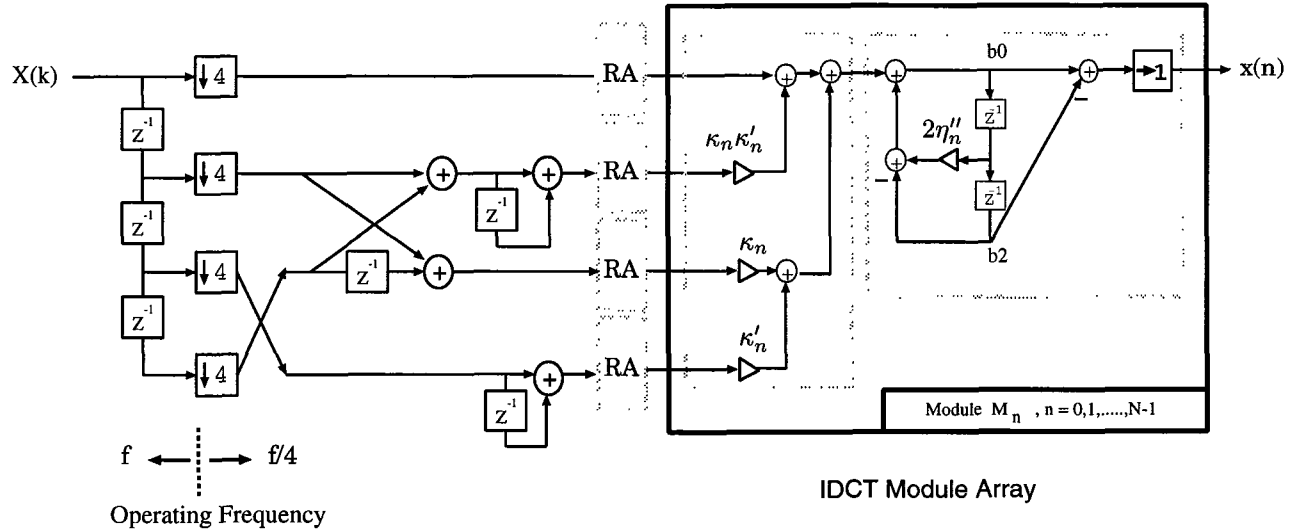 X(k)
↓4
RA
b0
→1
x(n)
z⁻¹
z⁻¹
2η″ₙ
κₙκ′ₙ
↓4
+
+
RA
z⁻¹
z⁻¹
z⁻¹
b2
↓4
z⁻¹
+
RA
κₙ
+
z⁻¹
κ′ₙ
↓4
+
RA
z⁻¹
Module Mₙ , n = 0,1,.....,N-1
f
f/4
IDCT Module Array
Operating Frequency